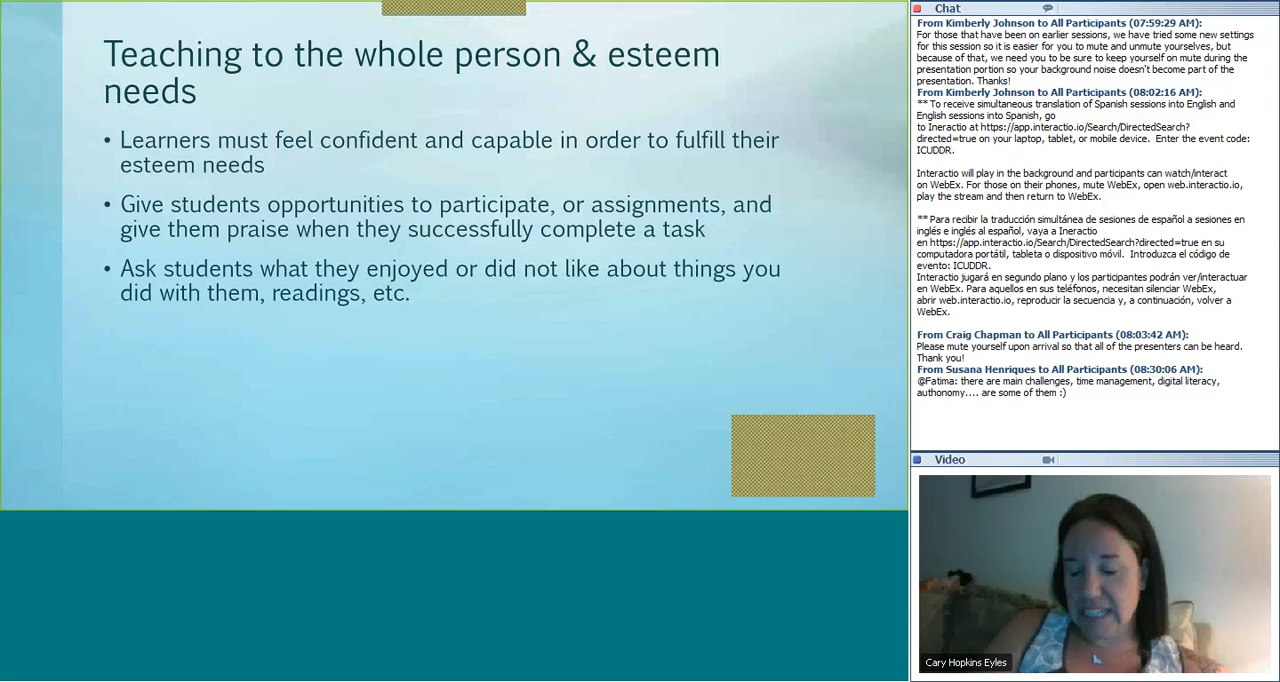 Teaching to the whole person & esteem
needs
• Learners must feel confident and capable in order to fulfill their
esteem needs
• Give students opportunities to participate, or assignments, and
give them praise when they successfully complete a task
• Ask students what they enjoyed or did not like about things you
did with them, readings, etc.
Chat
From Kimberly Johnson to All Participants (07:59:29 AM):
For those that have been on earlier sessions, we have tried some new settings
for this session so it is easier for you to mute and unmute yourselves, but
because of that, we need you to be sure to keep yourself on mute during the
presentation portion so your background noise doesn't become part of the
presentation. Thanks!
From Kimberly Johnson to All Participants (08:02:16 AM):
** To receive simultaneous translation of Spanish sessions into English and
English sessions into Spanish, go
to Ineractio at https://app.interactio.io/Search/DirectedSearch?
directed=true on your laptop, tablet, or mobile device. Enter the event code:
ICUDDR.
Interactio will play in the background and participants can watch/interact
on WebEx. For those on their phones, mute WebEx, open web.interactio.io,
play the stream and then return to WebEx.
** Para recibir la traducción simultánea de sesiones de español a sesiones en
inglés e inglés al español, vaya a Ineractio
en https://app.interactio.io/Search/DirectedSearch?directed=true en su
computadora portátil, tableta o dispositivo móvil. Introduzca el código de
evento: ICUDDR.
Interactio jugará en segundo plano y los participantes podrán ver/interactuar
en WebEx. Para aquellos en sus teléfonos, necesitan silenciar WebEx,
abrir web.interactio.io, reproducir la secuencia y, a continuación, volver a
WebEx.
From Craig Chapman to All Participants (08:03:42 AM):
Please mute yourself upon arrival so that all of the presenters can be heard.
Thank you!
From Susana Henriques to All Participants (08:30:06 AM):
@Fatima: there are main challenges, time management, digital literacy,
authonomy.... are some of them :)
Video
Cary Hopkins Eyles